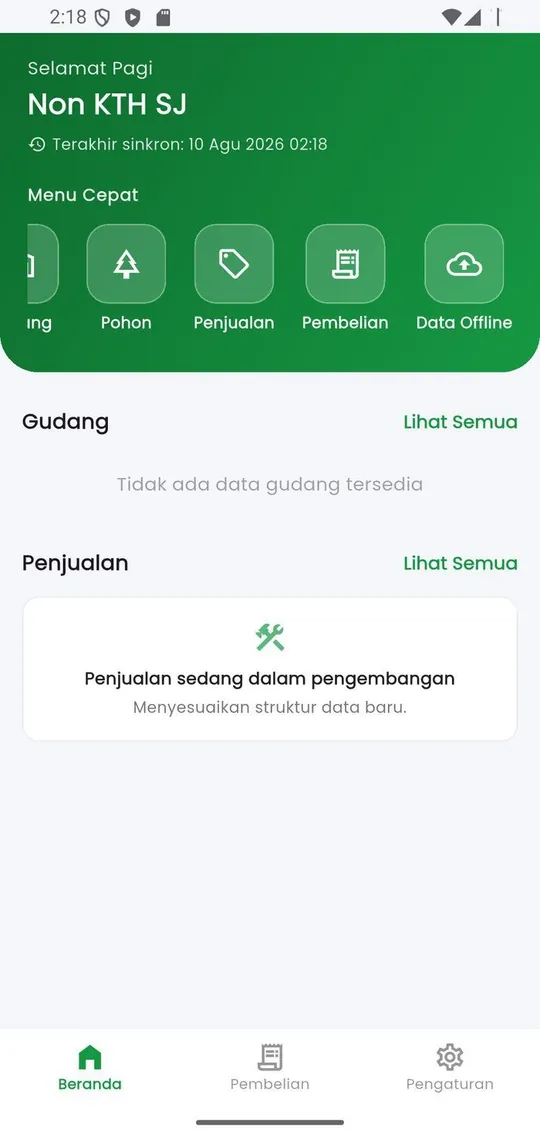 2:18
Selamat Pagi
Non KTH SJ
Terakhir sinkron: 10 Agu 2026 02:18
Menu Cepat
Pohon
Penjualan
Pembelian
Data Offline
Gudang
Lihat Semua
Tidak ada data gudang tersedia
Penjualan
Lihat Semua
Penjualan sedang dalam pengembangan
Menyesuaikan struktur data baru.
Beranda
Pembelian
Pengaturan